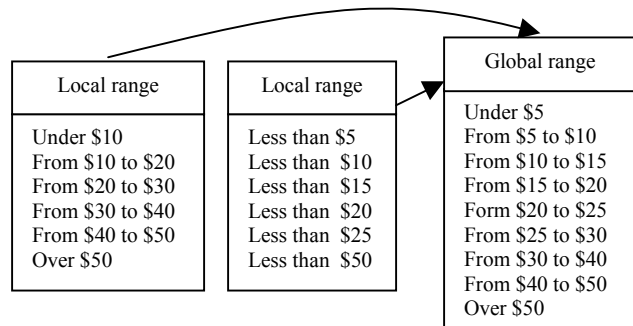 Local range
Under $10
From $10 to $20
From $20 to $30
From $30 to $40
From $40 to $50
Over $50
Local range
Less than $5
Less than  $10
Less than  $15
Less than  $20
Less than  $25
Less than  $50
Global range
Under $5
From $5 to $10
From $10 to $15
From $15 to $20
Form $20 to $25
From $25 to $30
From $30 to $40
From $40 to $50
Over $50